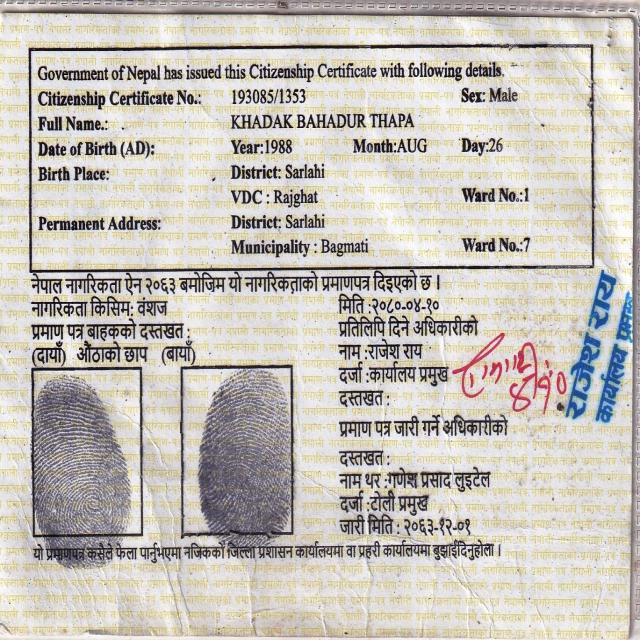 Government of Nepal has issued this Citizenship Certificate with following details.
Citizenship Certificate No.: 193085/1353 Sex: Male
Full Name.: KHADAK BAHADUR THAPA
Date of Birth (AD): Year:1988 Month:AUG Day:26
Birth Place: District: Sarlahi
VDC : Rajghat Ward No.:1
Permanent Address: District: Sarlahi
Municipality : Bagmati Ward No.:7
नेपाल नागरिकता ऐन २०६३ बमोजिम यो नागरिकताको प्रमाणपत्र दिइएको छ ।
नागरिकता किसिम: वंशज
प्रमाण पत्र बाहकको दस्तखत :
(दायाँ) औंठाको छाप (बायाँ)
मिति :२०८०-०४-१०
प्रतिलिपि दिने अधिकारीको
नाम :राजेश राय
दर्जा :कार्यालय प्रमुख
दस्तखत :
प्रमाण पत्र जारी गर्ने अधिकारीको
दस्तखत :
नाम थर :गणेश प्रसाद लुइटेल
दर्जा :टोली प्रमुख
जारी मिति : २०६३-१२-०१
राजेश राय
कार्यालय प्रमुख
यो प्रमाणपत्र कसैले फेला पार्नुभएमा नजिकको जिल्ला प्रशासन कार्यालयमा वा प्रहरी कार्यालयमा बुझाईदिनुहोला ।